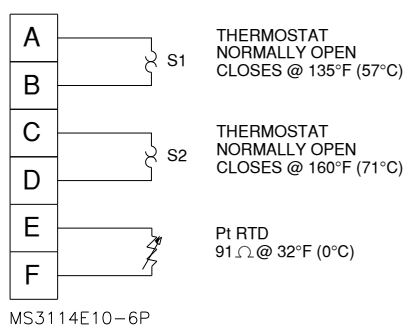 A
B
C
D
E
F
S1
THERMOSTAT
NORMALLY OPEN
CLOSES @ 135°F (57°C)
S2
THERMOSTAT
NORMALLY OPEN
CLOSES @ 160°F (71°C)
Pt RTD
91 Ω @ 32°F (0°C)
MS3114E10-6P